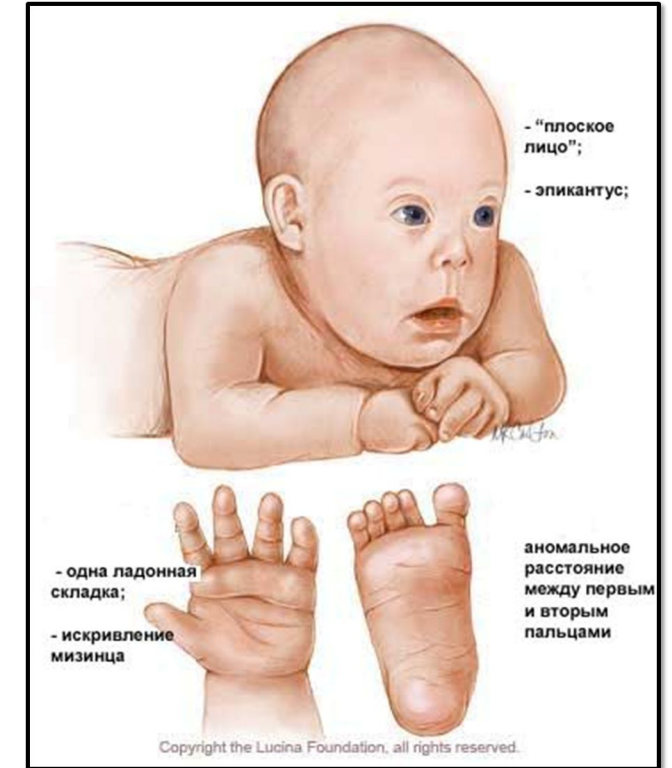 - “плоское
лицо”;
- эпикантус;
- одна ладонная
складка;
- искривление
мизинца
аномальное
расстояние
между первым
и вторым
пальцами
Copyright the Lucina Foundation, all rights reserved.